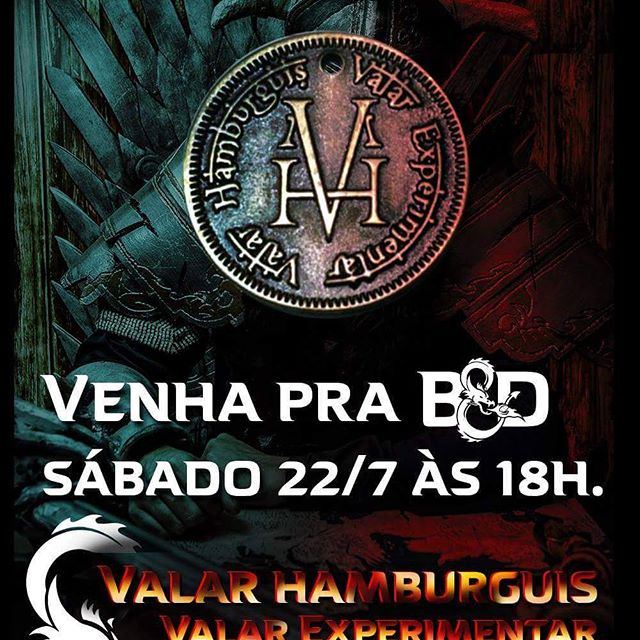 Valar Hamburguis
Valar Experimentar
VH
VENHA PRA B&D
SÁBADO 22/7 ÀS 18H.
VALAR HAMBURGUIS
VALAR EXPERIMENTAR